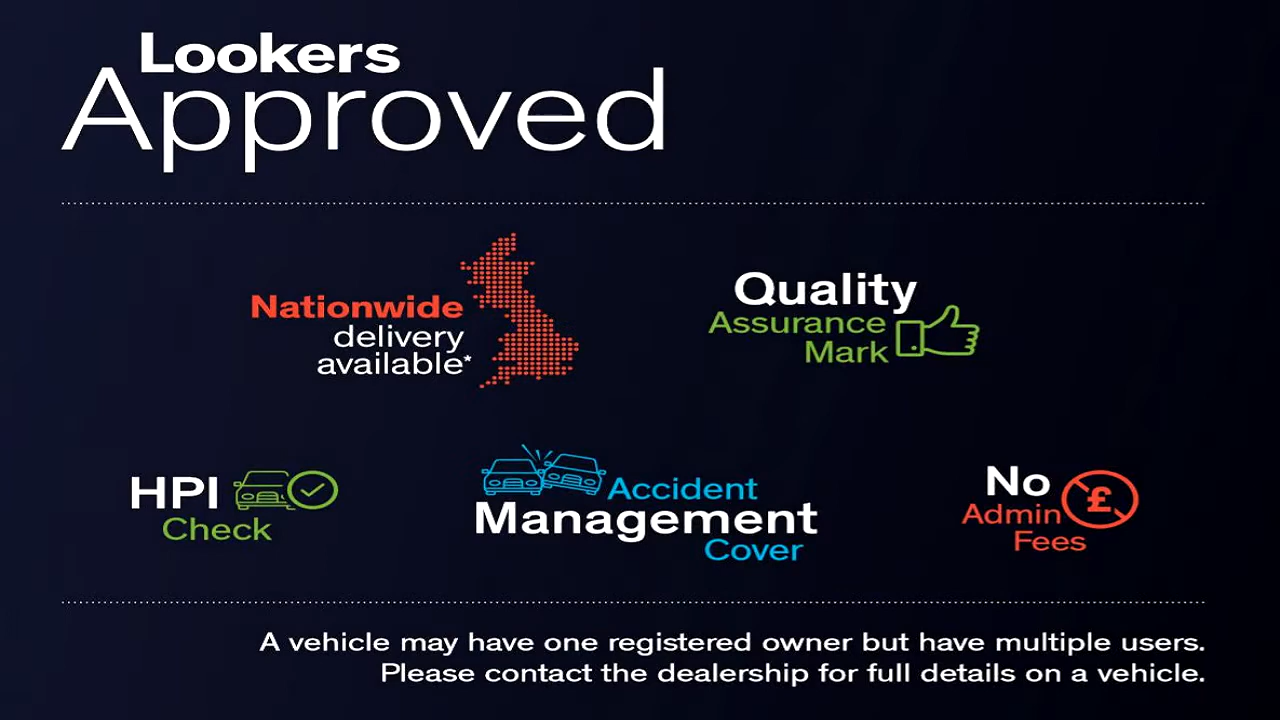 Lookers
Approved
Nationwide
delivery
available*
Quality
Assurance
Mark
HPI
Check
Accident
Management
Cover
No
Admin
£
Fees
A vehicle may have one registered owner but have multiple users.
Please contact the dealership for full details on a vehicle.